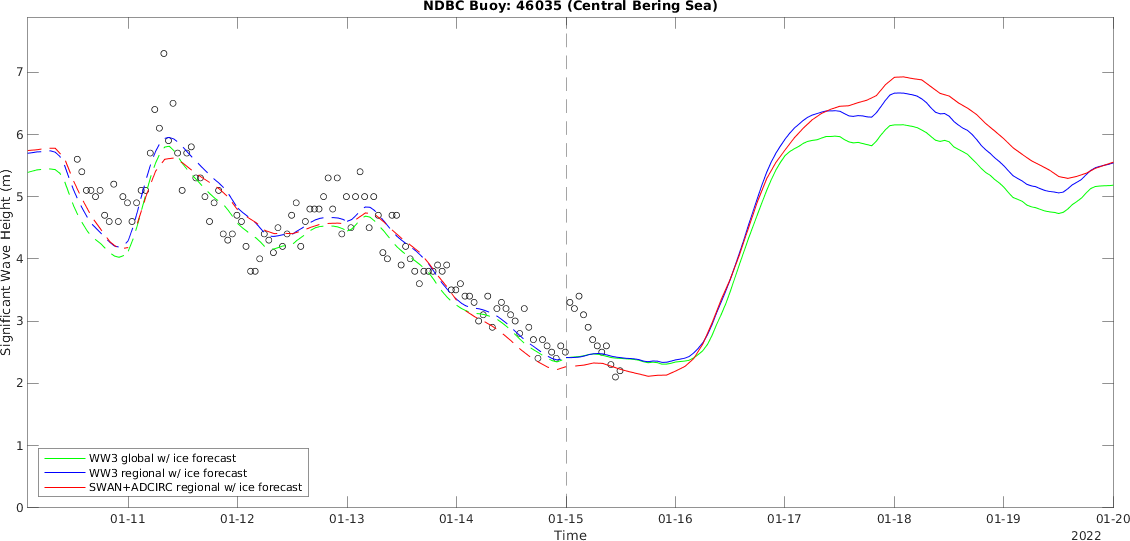 NDBC Buoy: 46035 (Central Bering Sea)
Significant Wave Height (m)
7
6
5
4
3
2
1
0
WW3 global w/ ice forecast
WW3 regional w/ ice forecast
SWAN+ADCIRC regional w/ ice forecast
01-11 01-12 01-13 01-14 01-15 01-16 01-17 01-18 01-19 01-20
Time
2022